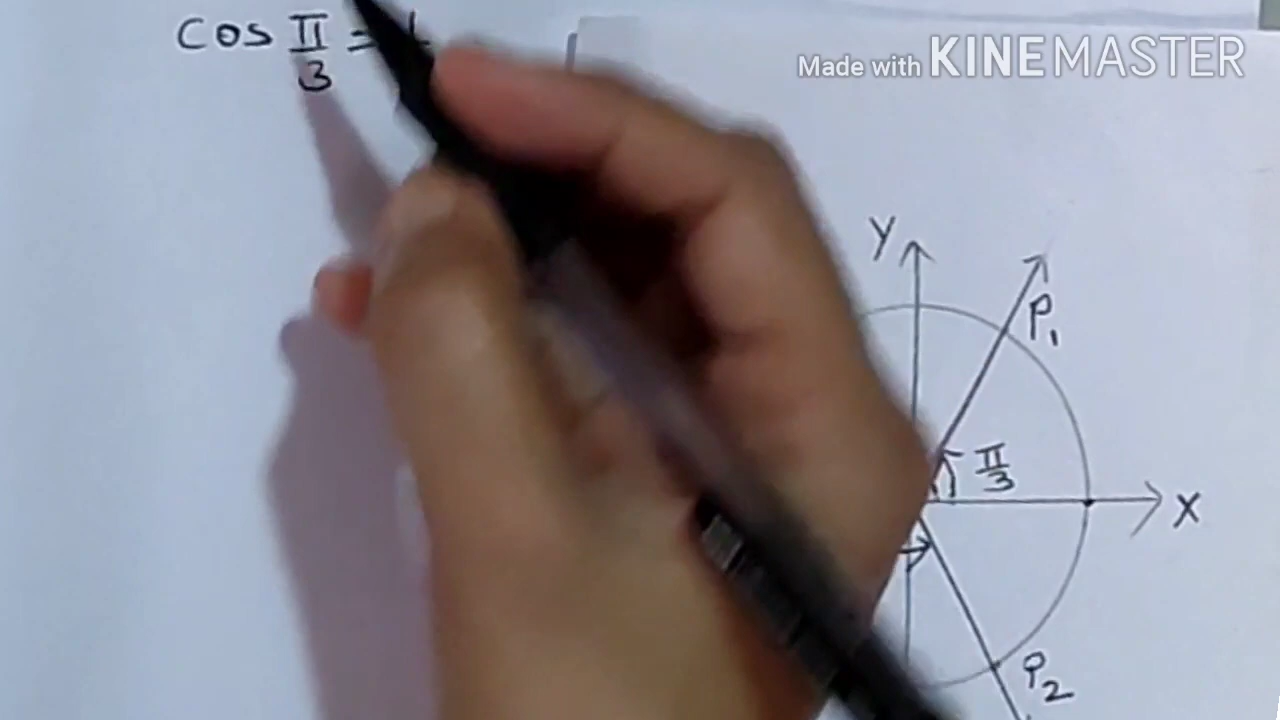 Made with KINEMASTER
cos π/3 =
Y
P₁
π/3
X
P₂